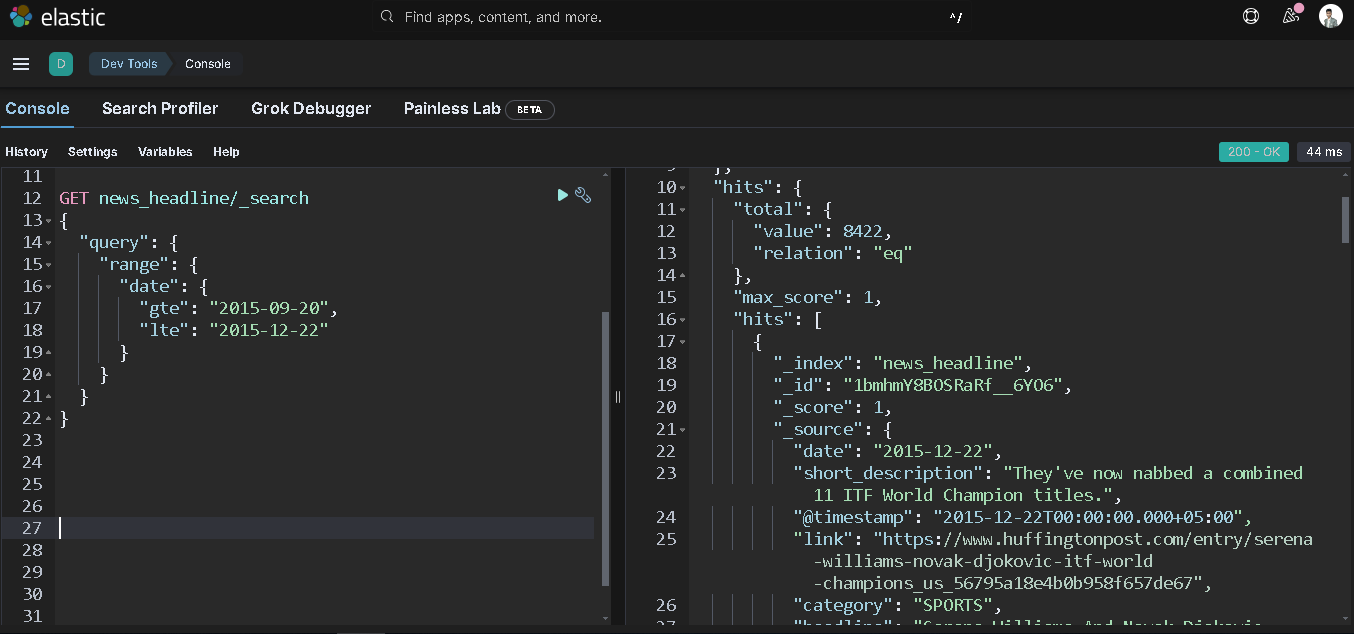 elastic
Find apps, content, and more.
^/
D
Dev Tools
Console
Console
Search Profiler
Grok Debugger
Painless Lab
BETA
History
Settings
Variables
Help
200 - OK
44 ms
11
12 GET news_headline/_search
13 {
14 "query": {
15 "range": {
16 "date": {
17 "gte": "2015-09-20",
18 "lte": "2015-12-22"
19 }
20 }
21 }
22 }
23
24
25
26
27
28
29
30
31
9 },
10 "hits": {
11 "total": {
12 "value": 8422,
13 "relation": "eq"
14 },
15 "max_score": 1,
16 "hits": [
17 {
18 "_index": "news_headline",
19 "_id": "1bmhmY8BOSRaRf__6YO6",
20 "_score": 1,
21 "_source": {
22 "date": "2015-12-22",
23 "short_description": "They've now nabbed a combined
11 ITF World Champion titles.",
24 "@timestamp": "2015-12-22T00:00:00.000+05:00",
25 "link": "https://www.huffingtonpost.com/entry/serena
-williams-novak-djokovic-itf-world
-champions_us_56795a18e4b0b958f657de67",
26 "category": "SPORTS",
27 "headline": "Serena Williams And Novak Djokovic